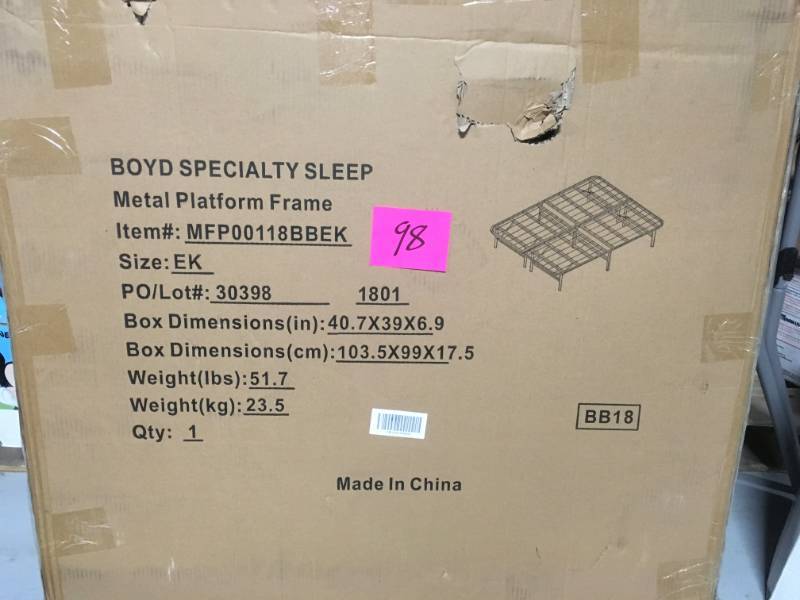 BOYD SPECIALTY SLEEP
Metal Platform Frame
Item#: MFP00118BBEK
98
Size: EK
PO/Lot#: 30398 1801
Box Dimensions(in): 40.7X39X6.9
Box Dimensions(cm): 103.5X99X17.5
Weight(lbs): 51.7
Weight(kg): 23.5
Qty: 1
BB18
Made In China